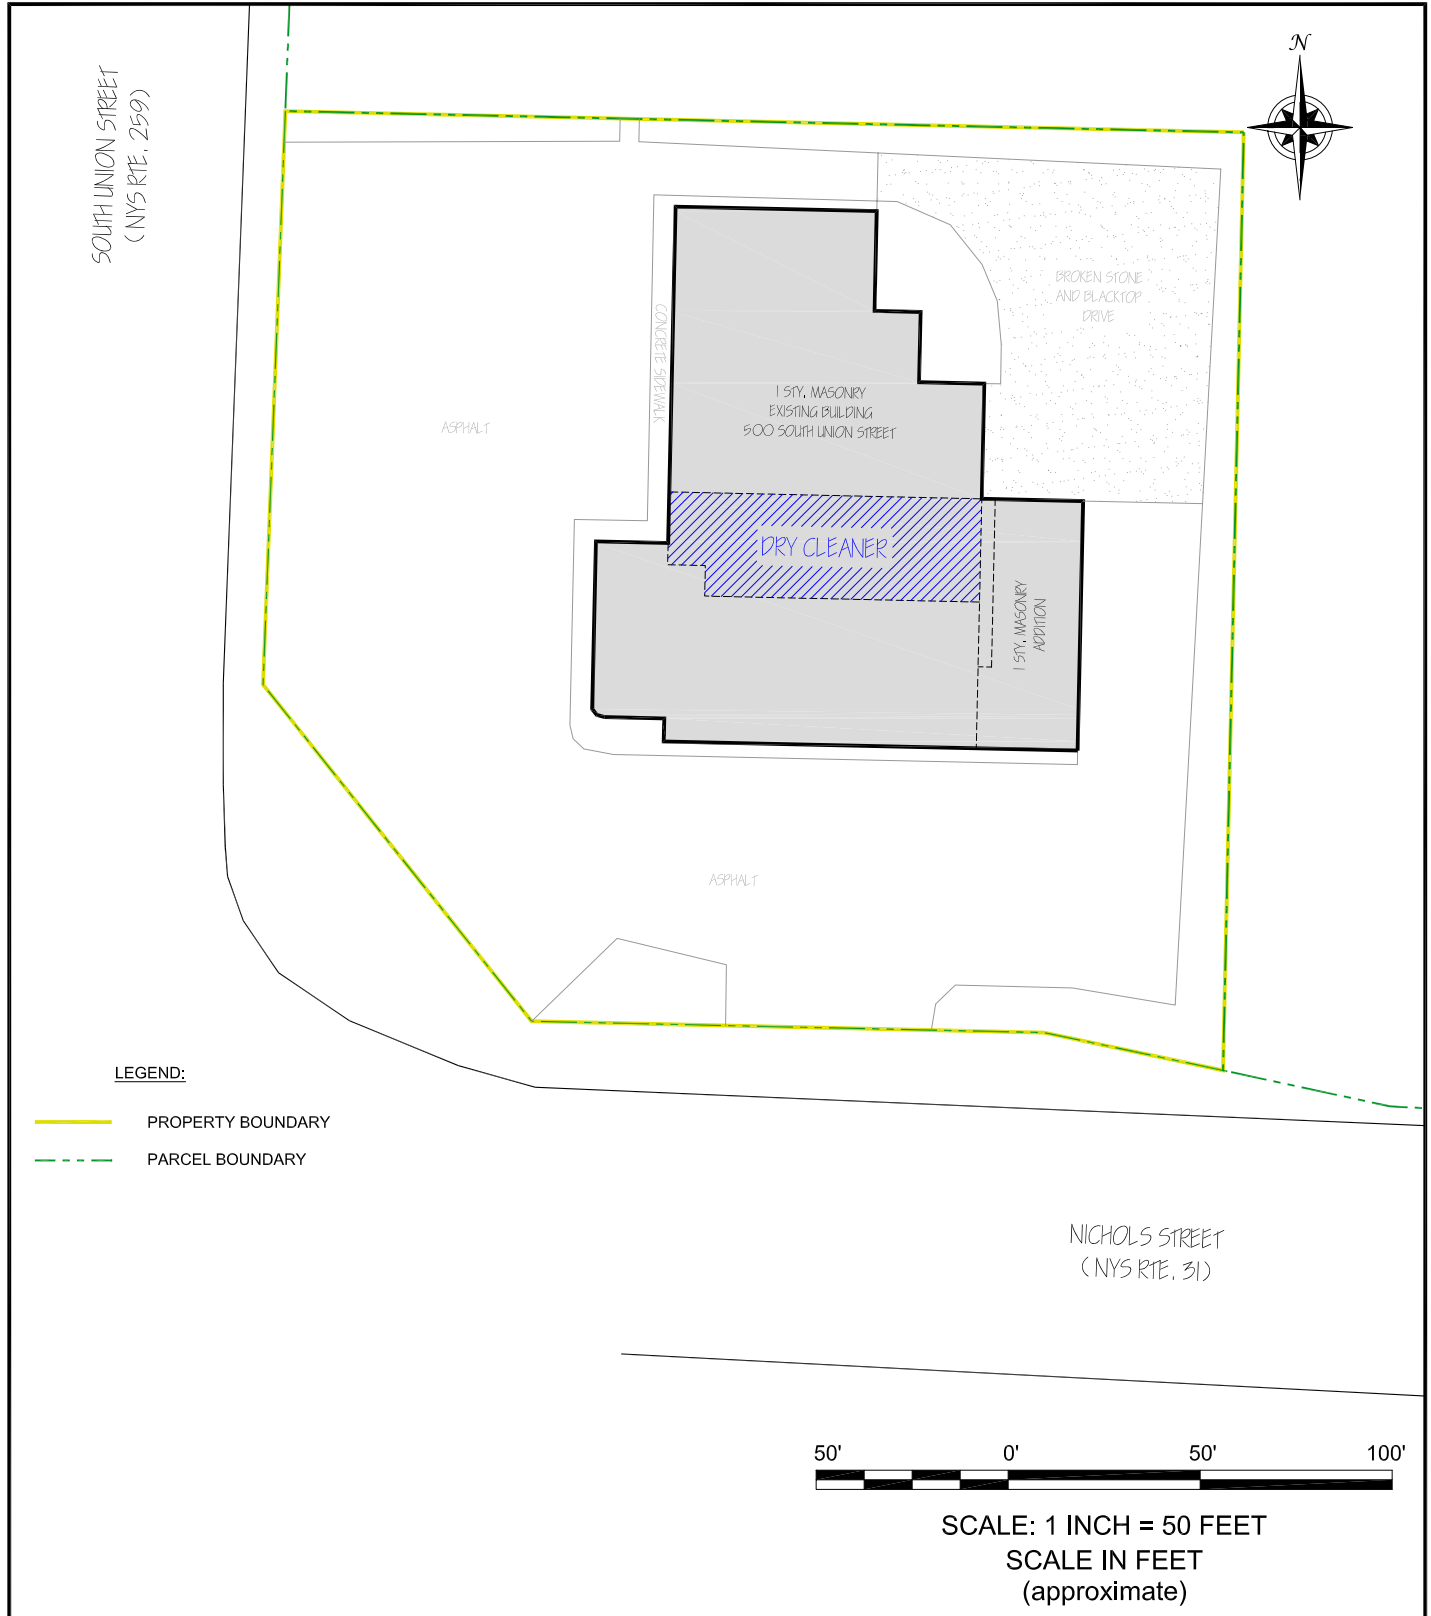 N
SOUTH UNION STREET
(NYS RTE. 259)
BROKEN STONE
AND BLACKTOP
DRIVE
CONCRETE SIDEWALK
1 STY. MASONRY
EXISTING BUILDING
500 SOUTH UNION STREET
ASPHALT
DRY CLEANER
1 STY. MASONRY
ADDITION
ASPHALT
LEGEND:
PROPERTY BOUNDARY
PARCEL BOUNDARY
NICHOLS STREET
(NYS RTE. 31)
50' 0' 50' 100'
SCALE: 1 INCH = 50 FEET
SCALE IN FEET
(approximate)